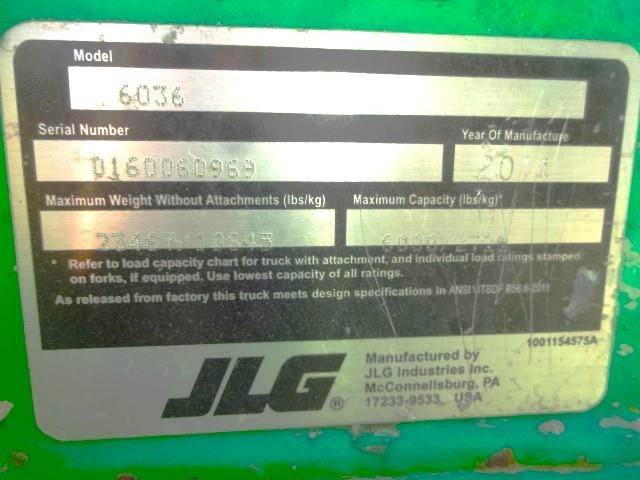 Model
6036
Serial Number
Year Of Manufacture
0160060969
Maximum Weight Without Attachments (lbs/kg)
Maximum Capacity (lbs/kg)*
* Refer to load capacity chart for truck with attachment, and individual load ratings stamped
on forks, if equipped. Use lowest capacity of all ratings.
As released from factory this truck meets design specifications in ANSI / ITSDF B56.6-2011
1001154575A
JLG®
Manufactured by
JLG Industries Inc.
McConnellsburg, PA
17233-9533 USA